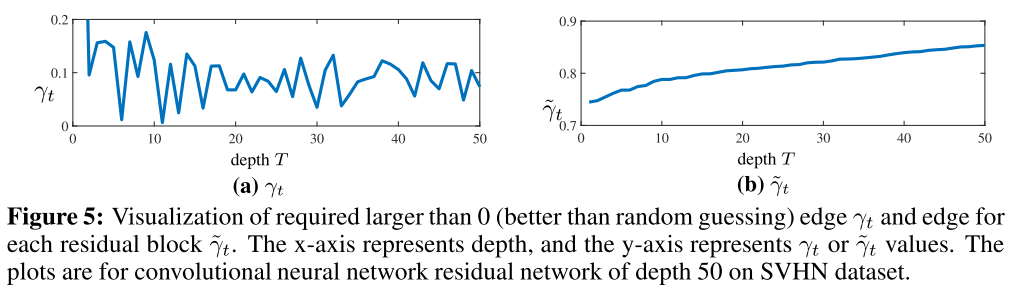 0.2
0.1
0
γt
0 10 20 30 40 50
depth T
(a) γt
0.9
0.8
0.7
γ̃t
0 10 20 30 40 50
depth T
(b) γ̃t
Figure 5: Visualization of required larger than 0 (better than random guessing) edge γt and edge for
each residual block γ̃t. The x-axis represents depth, and the y-axis represents γt or γ̃t values. The
plots are for convolutional neural network residual network of depth 50 on SVHN dataset.